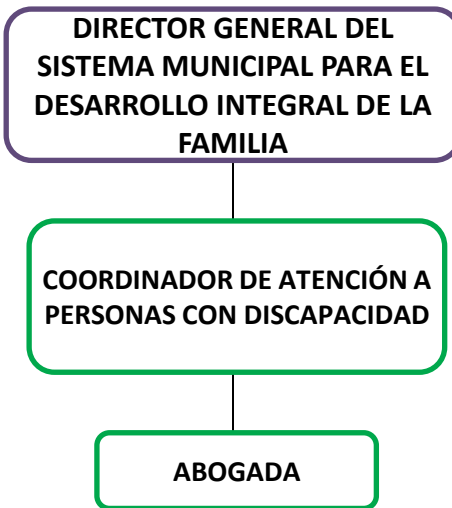 DIRECTOR GENERAL DEL
SISTEMA MUNICIPAL PARA EL
DESARROLLO INTEGRAL DE LA
FAMILIA
COORDINADOR DE ATENCIÓN A
PERSONAS CON DISCAPACIDAD
ABOGADA